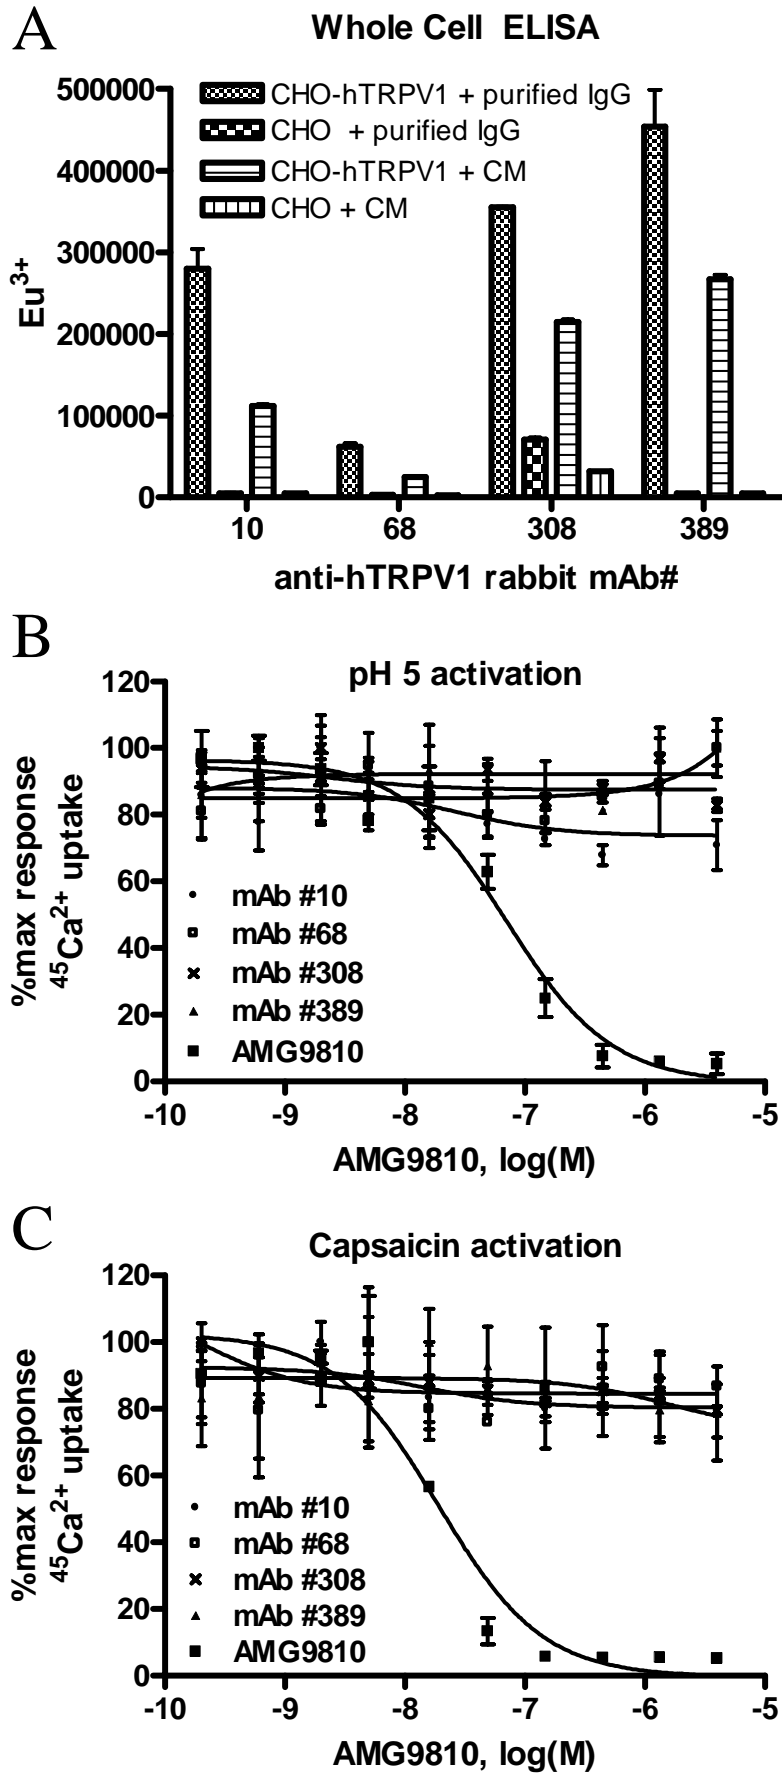 A
Whole Cell ELISA
500000
400000
300000
200000
100000
0
Eu3+
CHO-hTRPV1 + purified IgG
CHO + purified IgG
CHO-hTRPV1 + CM
CHO + CM
10 68 308 389
anti-hTRPV1 rabbit mAb#
B
pH 5 activation
120
100
80
60
40
20
0
%max response
45Ca2+ uptake
mAb #10
mAb #68
mAb #308
mAb #389
AMG9810
-10 -9 -8 -7 -6 -5
AMG9810, log(M)
C
Capsaicin activation
120
100
80
60
40
20
0
%max response
45Ca2+ uptake
mAb #10
mAb #68
mAb #308
mAb #389
AMG9810
-10 -9 -8 -7 -6 -5
AMG9810, log(M)